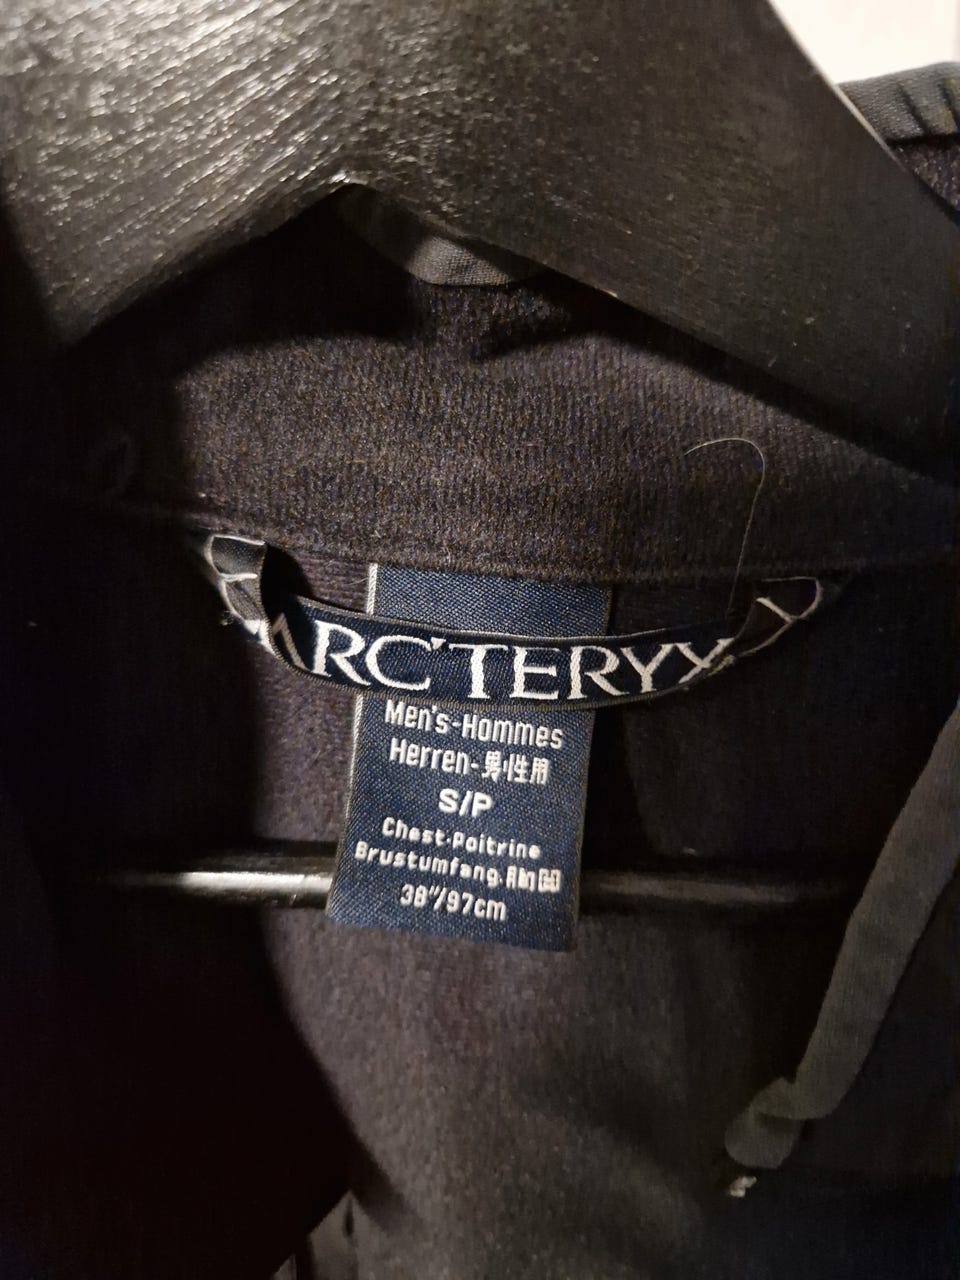 ARC'TERYX
Men's-Hommes
Herren-男性用
S/P
Chest-Poitrine
Brustumfang.胸囲
38"/97cm